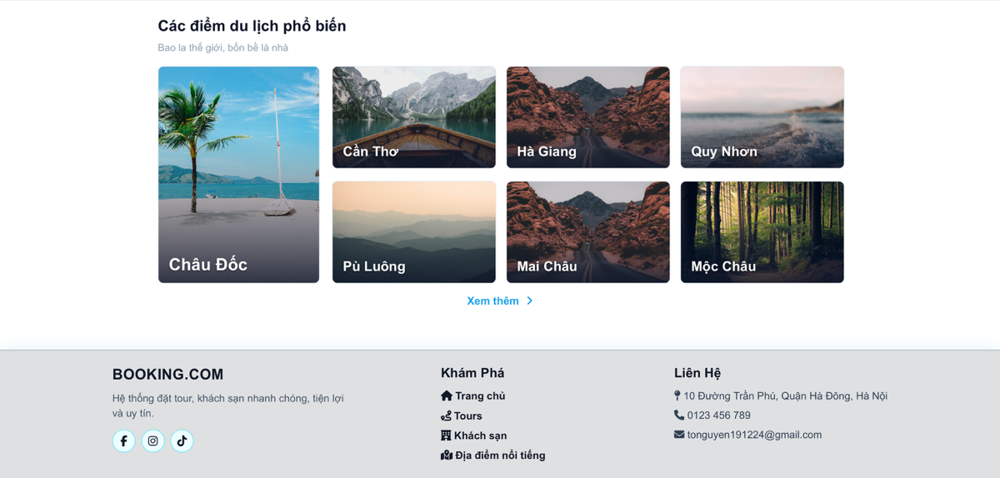 Các điểm du lịch phổ biến
Bao la thế giới, bốn bề là nhà
Châu Đốc
Cần Thơ
Hà Giang
Quy Nhơn
Pù Luông
Mai Châu
Mộc Châu
Xem thêm
BOOKING.COM
Hệ thống đặt tour, khách sạn nhanh chóng, tiện lợi
và uy tín.
Khám Phá
Trang chủ
Tours
Khách sạn
Địa điểm nổi tiếng
Liên Hệ
10 Đường Trần Phú, Quận Hà Đông, Hà Nội
0123 456 789
tonguyen191224@gmail.com